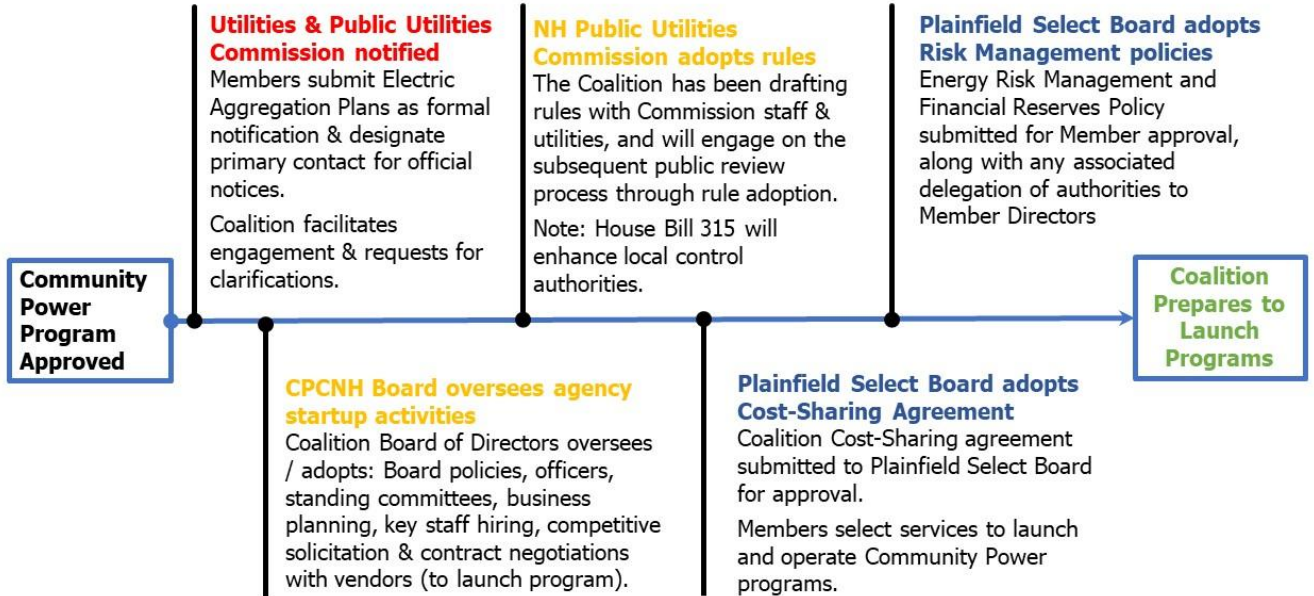 Utilities & Public Utilities
Commission notified
Members submit Electric
Aggregation Plans as formal
notification & designate
primary contact for official
notices.
Coalition facilitates
engagement & requests for
clarifications.
NH Public Utilities
Commission adopts rules
The Coalition has been drafting
rules with Commission staff &
utilities, and will engage on the
subsequent public review
process through rule adoption.
Note: House Bill 315 will
enhance local control
authorities.
Plainfield Select Board adopts
Risk Management policies
Energy Risk Management and
Financial Reserves Policy
submitted for Member approval,
along with any associated
delegation of authorities to
Member Directors
Community
Power
Program
Approved
Coalition
Prepares to
Launch
Programs
CPCNH Board oversees agency
startup activities
Coalition Board of Directors oversees
/ adopts: Board policies, officers,
standing committees, business
planning, key staff hiring, competitive
solicitation & contract negotiations
with vendors (to launch program).
Plainfield Select Board adopts
Cost-Sharing Agreement
Coalition Cost-Sharing agreement
submitted to Plainfield Select Board
for approval.
Members select services to launch
and operate Community Power
programs.